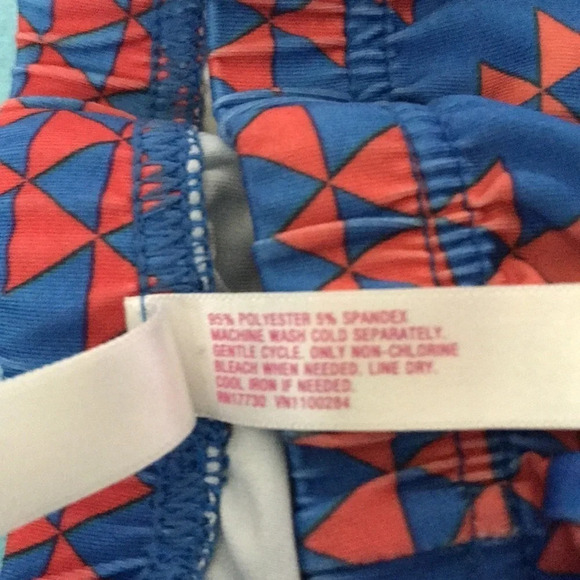 95% POLYESTER 5% SPANDEX
MACHINE WASH COLD SEPARATELY.
GENTLE CYCLE. ONLY NON-CHLORINE
BLEACH WHEN NEEDED. LINE DRY.
COOL IRON IF NEEDED.
RN17730 VN1100284